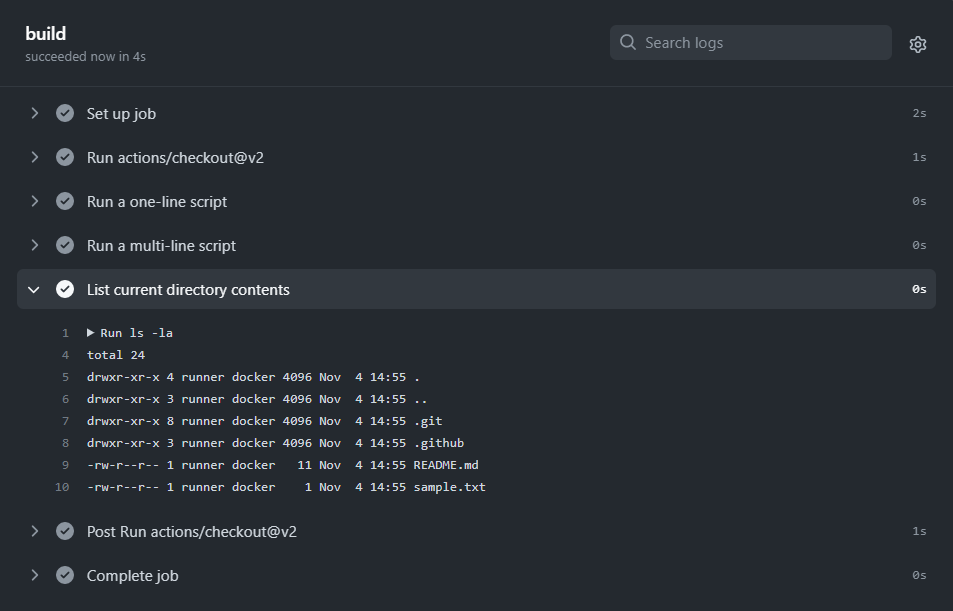 build
succeeded now in 4s
Search logs
Set up job 2s
Run actions/checkout@v2 1s
Run a one-line script 0s
Run a multi-line script 0s
List current directory contents 0s
1 Run ls -la
4 total 24
5 drwxr-xr-x 4 runner docker 4096 Nov  4 14:55 .
6 drwxr-xr-x 3 runner docker 4096 Nov  4 14:55 ..
7 drwxr-xr-x 8 runner docker 4096 Nov  4 14:55 .git
8 drwxr-xr-x 3 runner docker 4096 Nov  4 14:55 .github
9 -rw-r--r-- 1 runner docker   11 Nov  4 14:55 README.md
10 -rw-r--r-- 1 runner docker    1 Nov  4 14:55 sample.txt
Post Run actions/checkout@v2 1s
Complete job 0s